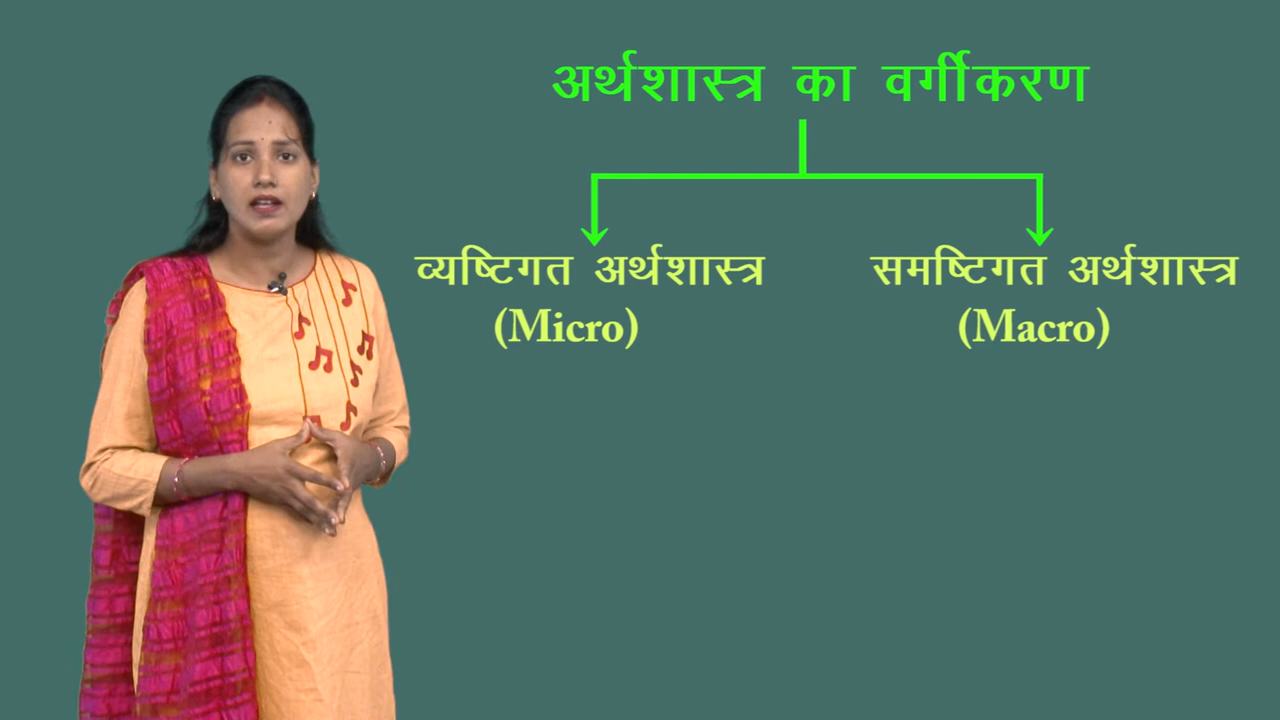 अर्थशास्त्र का वर्गीकरण
व्यष्टिगत अर्थशास्त्र
(Micro)
समष्टिगत अर्थशास्त्र
(Macro)